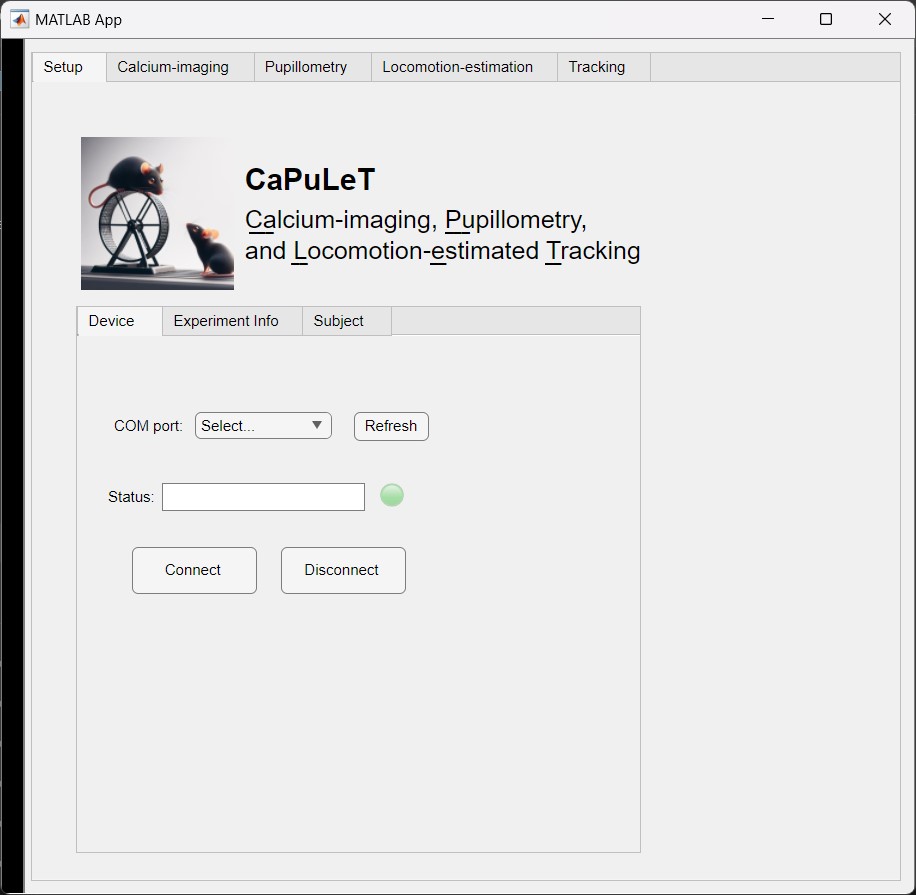 MATLAB App
Setup Calcium-imaging Pupillometry Locomotion-estimation Tracking
CaPuLeT
Calcium-imaging, Pupillometry,
and Locomotion-estimated Tracking
Device Experiment Info Subject
COM port: Select... Refresh
Status:
Connect Disconnect